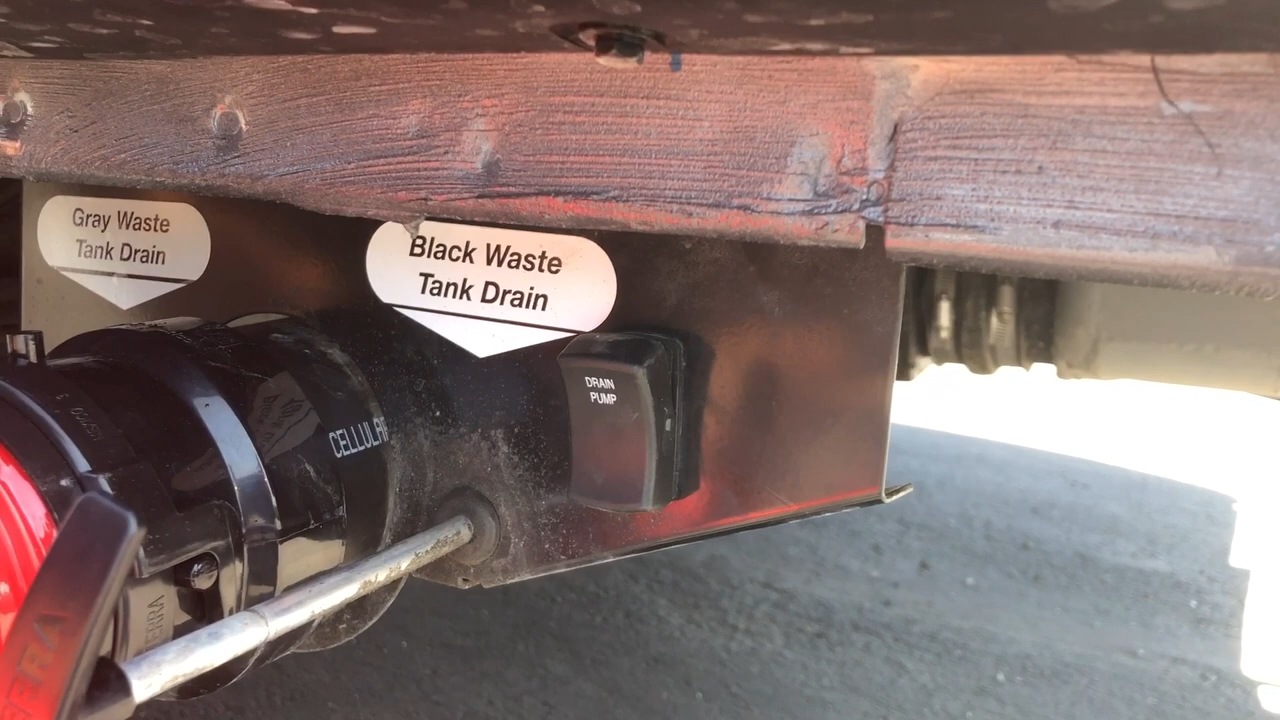 Gray Waste
Tank Drain
Black Waste
Tank Drain
DRAIN
PUMP
CELLULAR